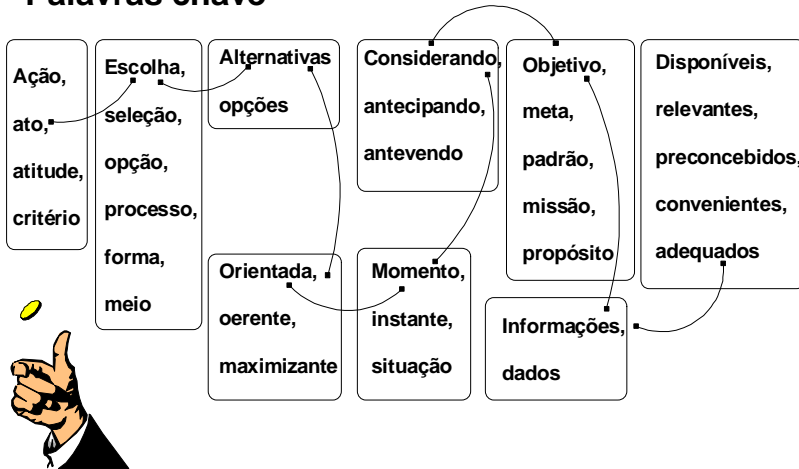 Palavras chave
Ação,
ato,
atitude,
critério
Escolha,
seleção,
opção,
processo,
forma,
meio
Alternativas
opções
Orientada,
oerente,
maximizante
Considerando,
antecipando,
antevendo
Momento,
instante,
situação
Objetivo,
meta,
padrão,
missão,
propósito
Informações,
dados
Disponíveis,
relevantes,
preconcebidos,
convenientes,
adequados